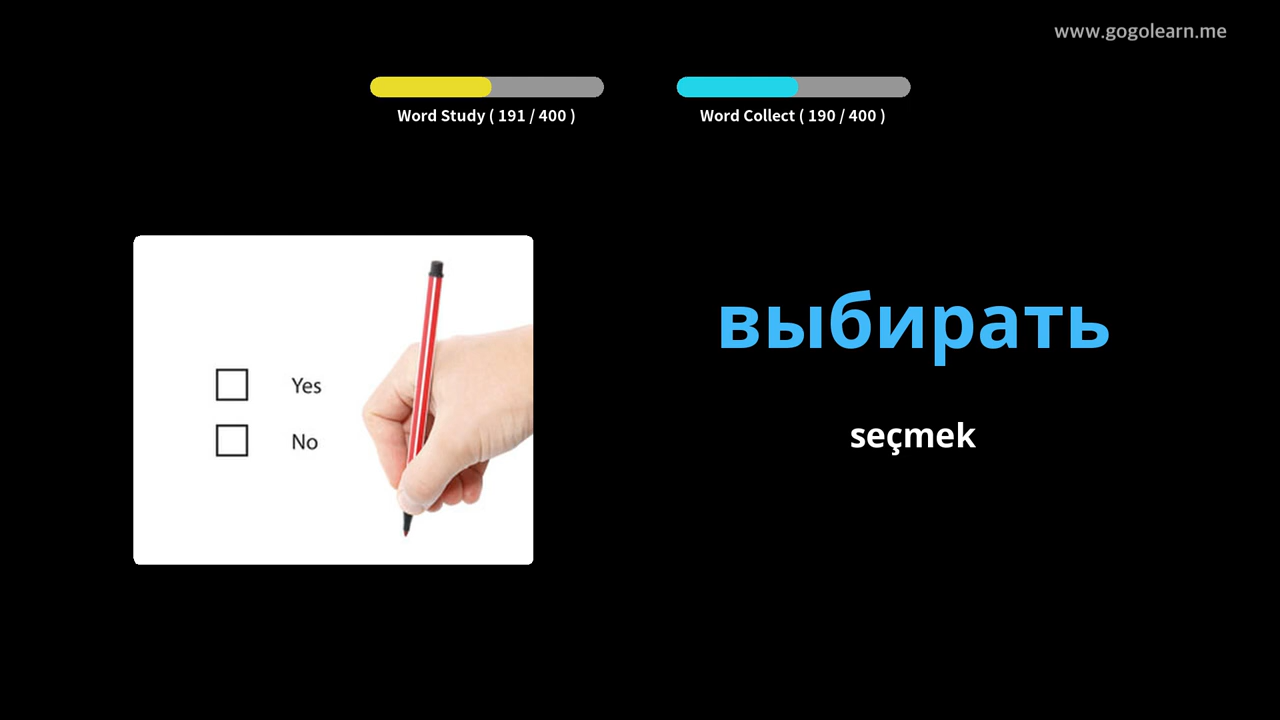 www.gogolearn.me
Word Study ( 191 / 400 )
Word Collect ( 190 / 400 )
Yes
No
выбирать
seçmek